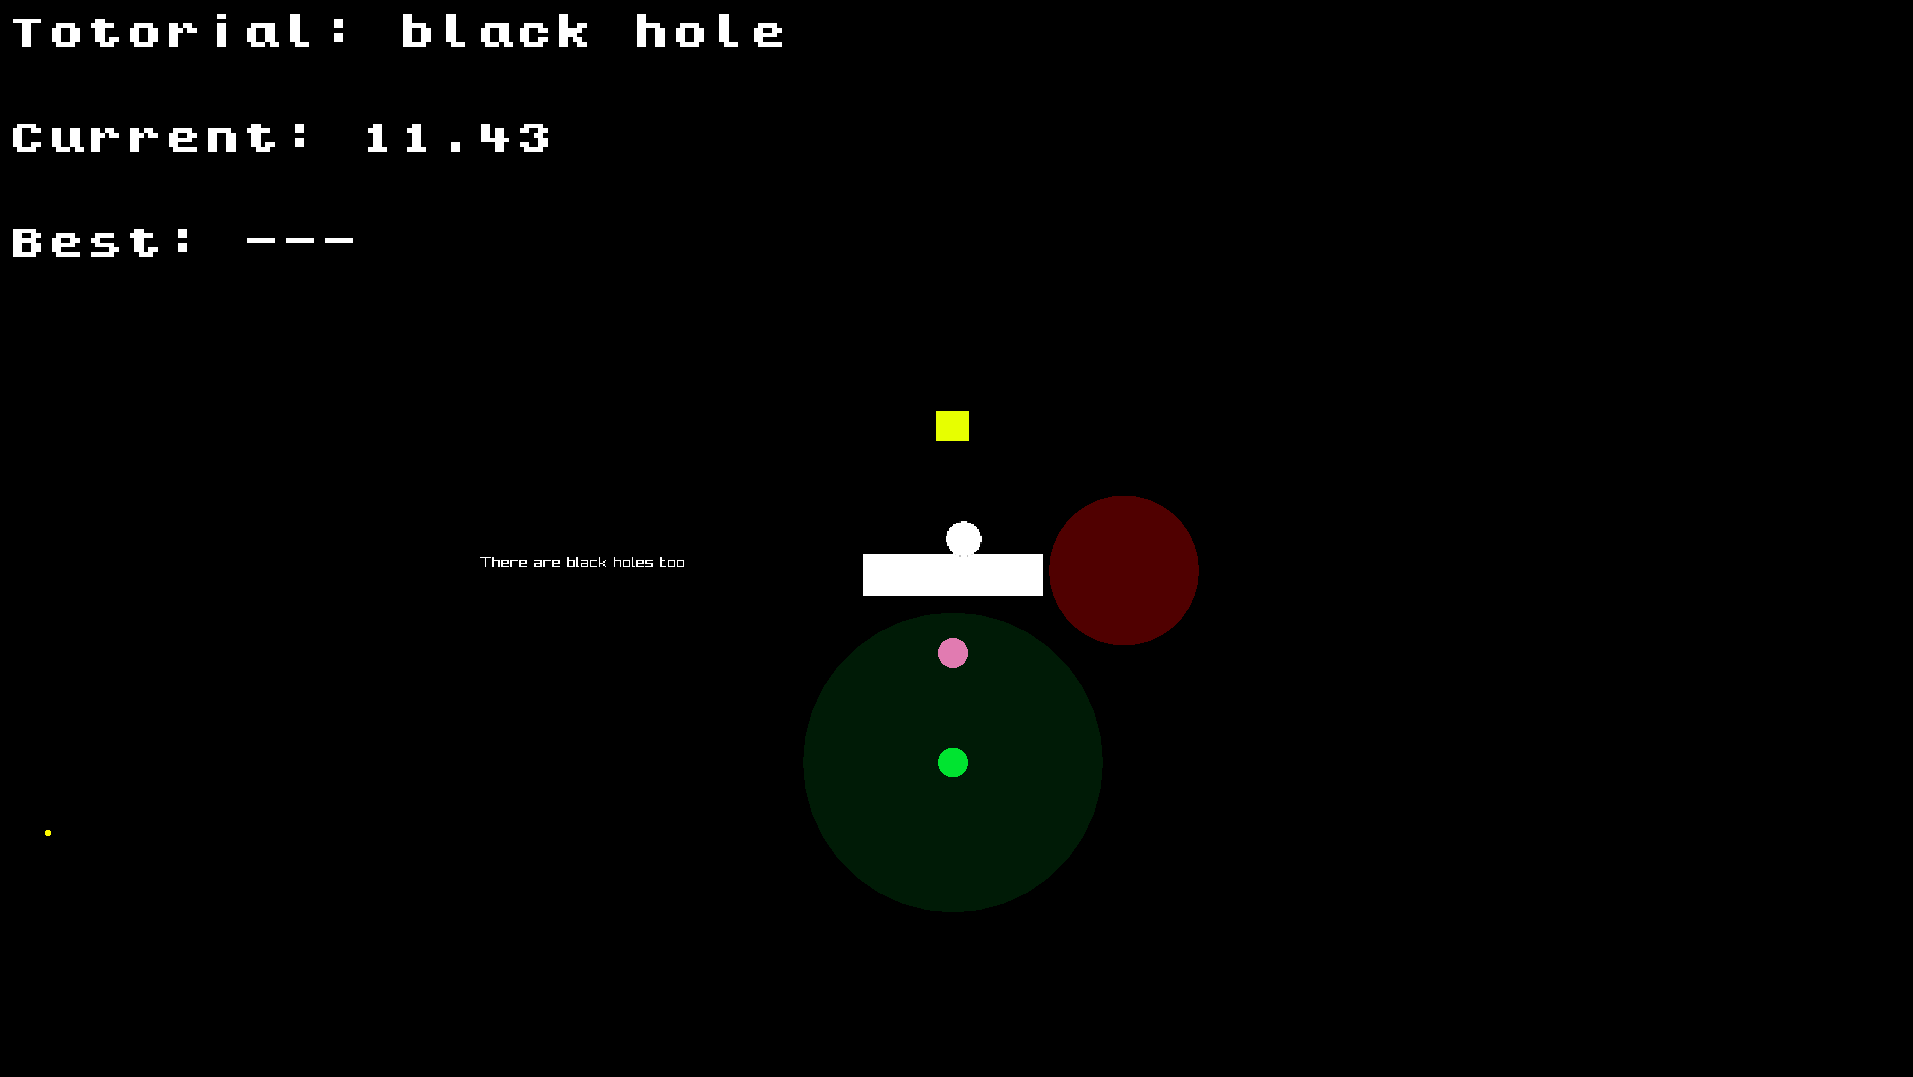 Totorial: black hole
Current: 11.43
Best: ---
There are black holes too